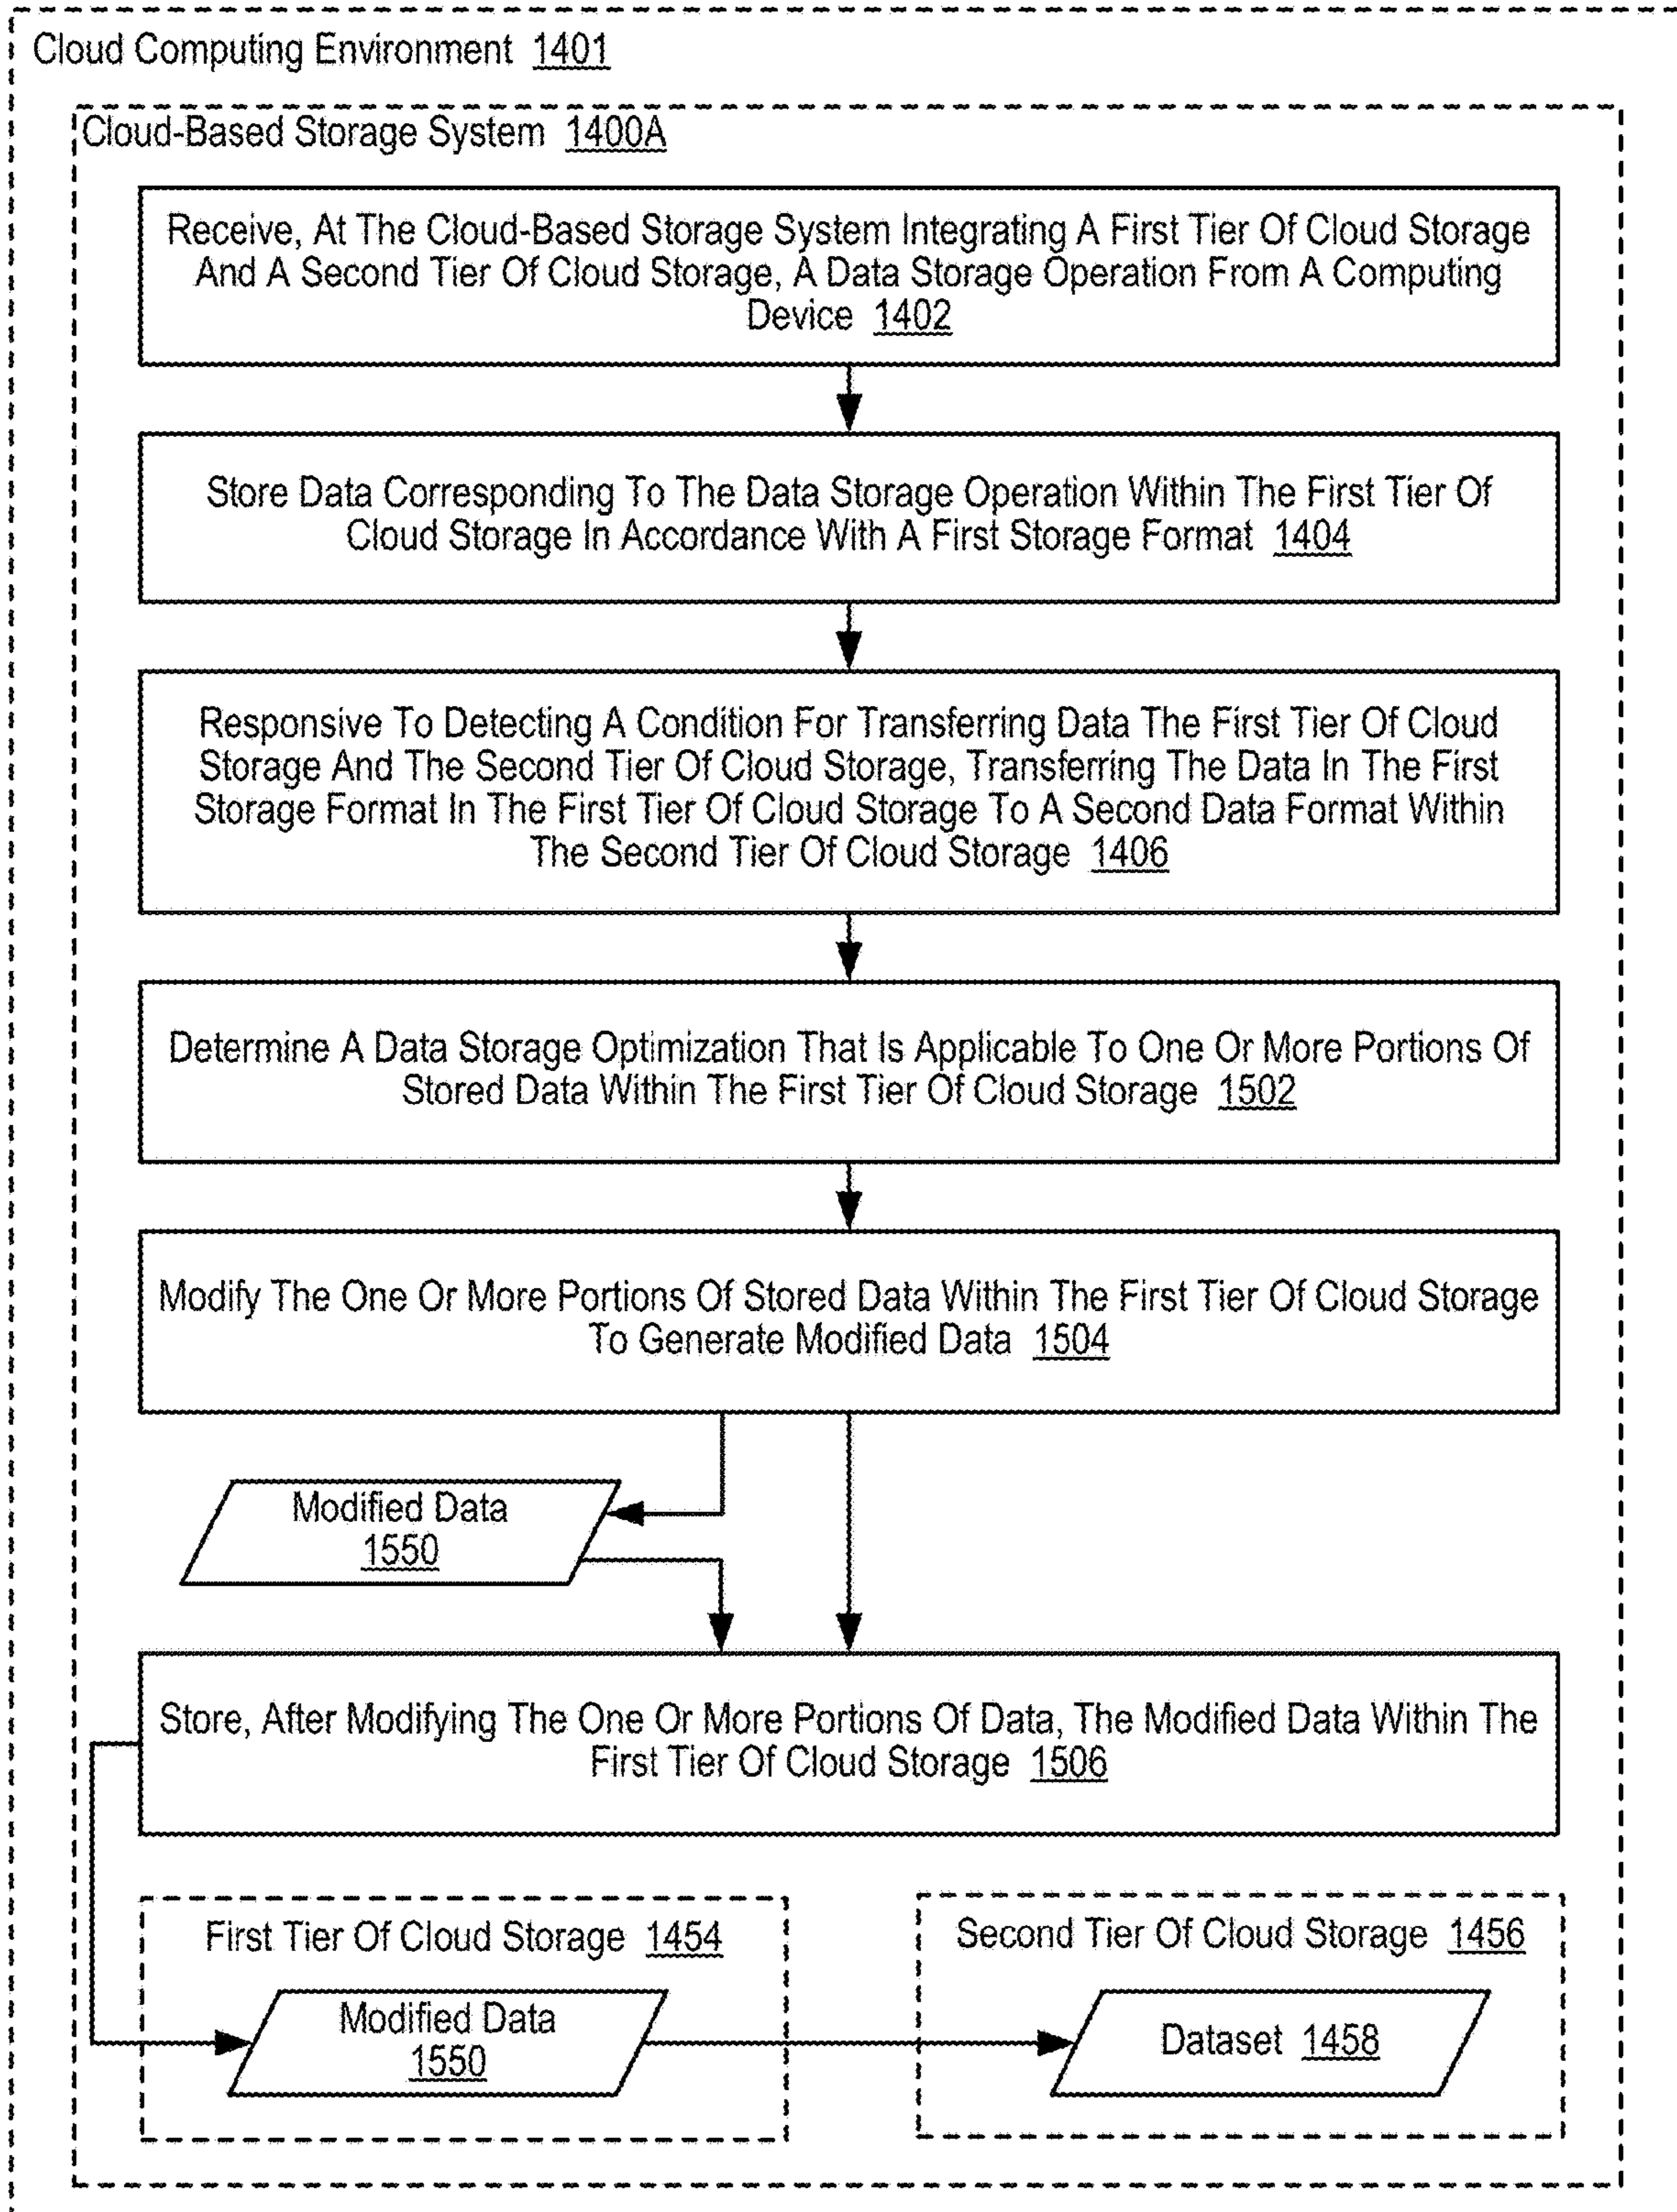 Cloud Computing Environment 1401
Cloud-Based Storage System 1400A
Receive, At The Cloud-Based Storage System Integrating A First Tier Of Cloud Storage
And A Second Tier Of Cloud Storage, A Data Storage Operation From A Computing
Device 1402
Store Data Corresponding To The Data Storage Operation Within The First Tier Of
Cloud Storage In Accordance With A First Storage Format 1404
Responsive To Detecting A Condition For Transferring Data The First Tier Of Cloud
Storage And The Second Tier Of Cloud Storage, Transferring The Data In The First
Storage Format In The First Tier Of Cloud Storage To A Second Data Format Within
The Second Tier Of Cloud Storage 1406
Determine A Data Storage Optimization That Is Applicable To One Or More Portions Of
Stored Data Within The First Tier Of Cloud Storage 1502
Modify The One Or More Portions Of Stored Data Within The First Tier Of Cloud Storage
To Generate Modified Data 1504
Modified Data
1550
Store, After Modifying The One Or More Portions Of Data, The Modified Data Within The
First Tier Of Cloud Storage 1506
First Tier Of Cloud Storage 1454
Modified Data
1550
Second Tier Of Cloud Storage 1456
Dataset 1458